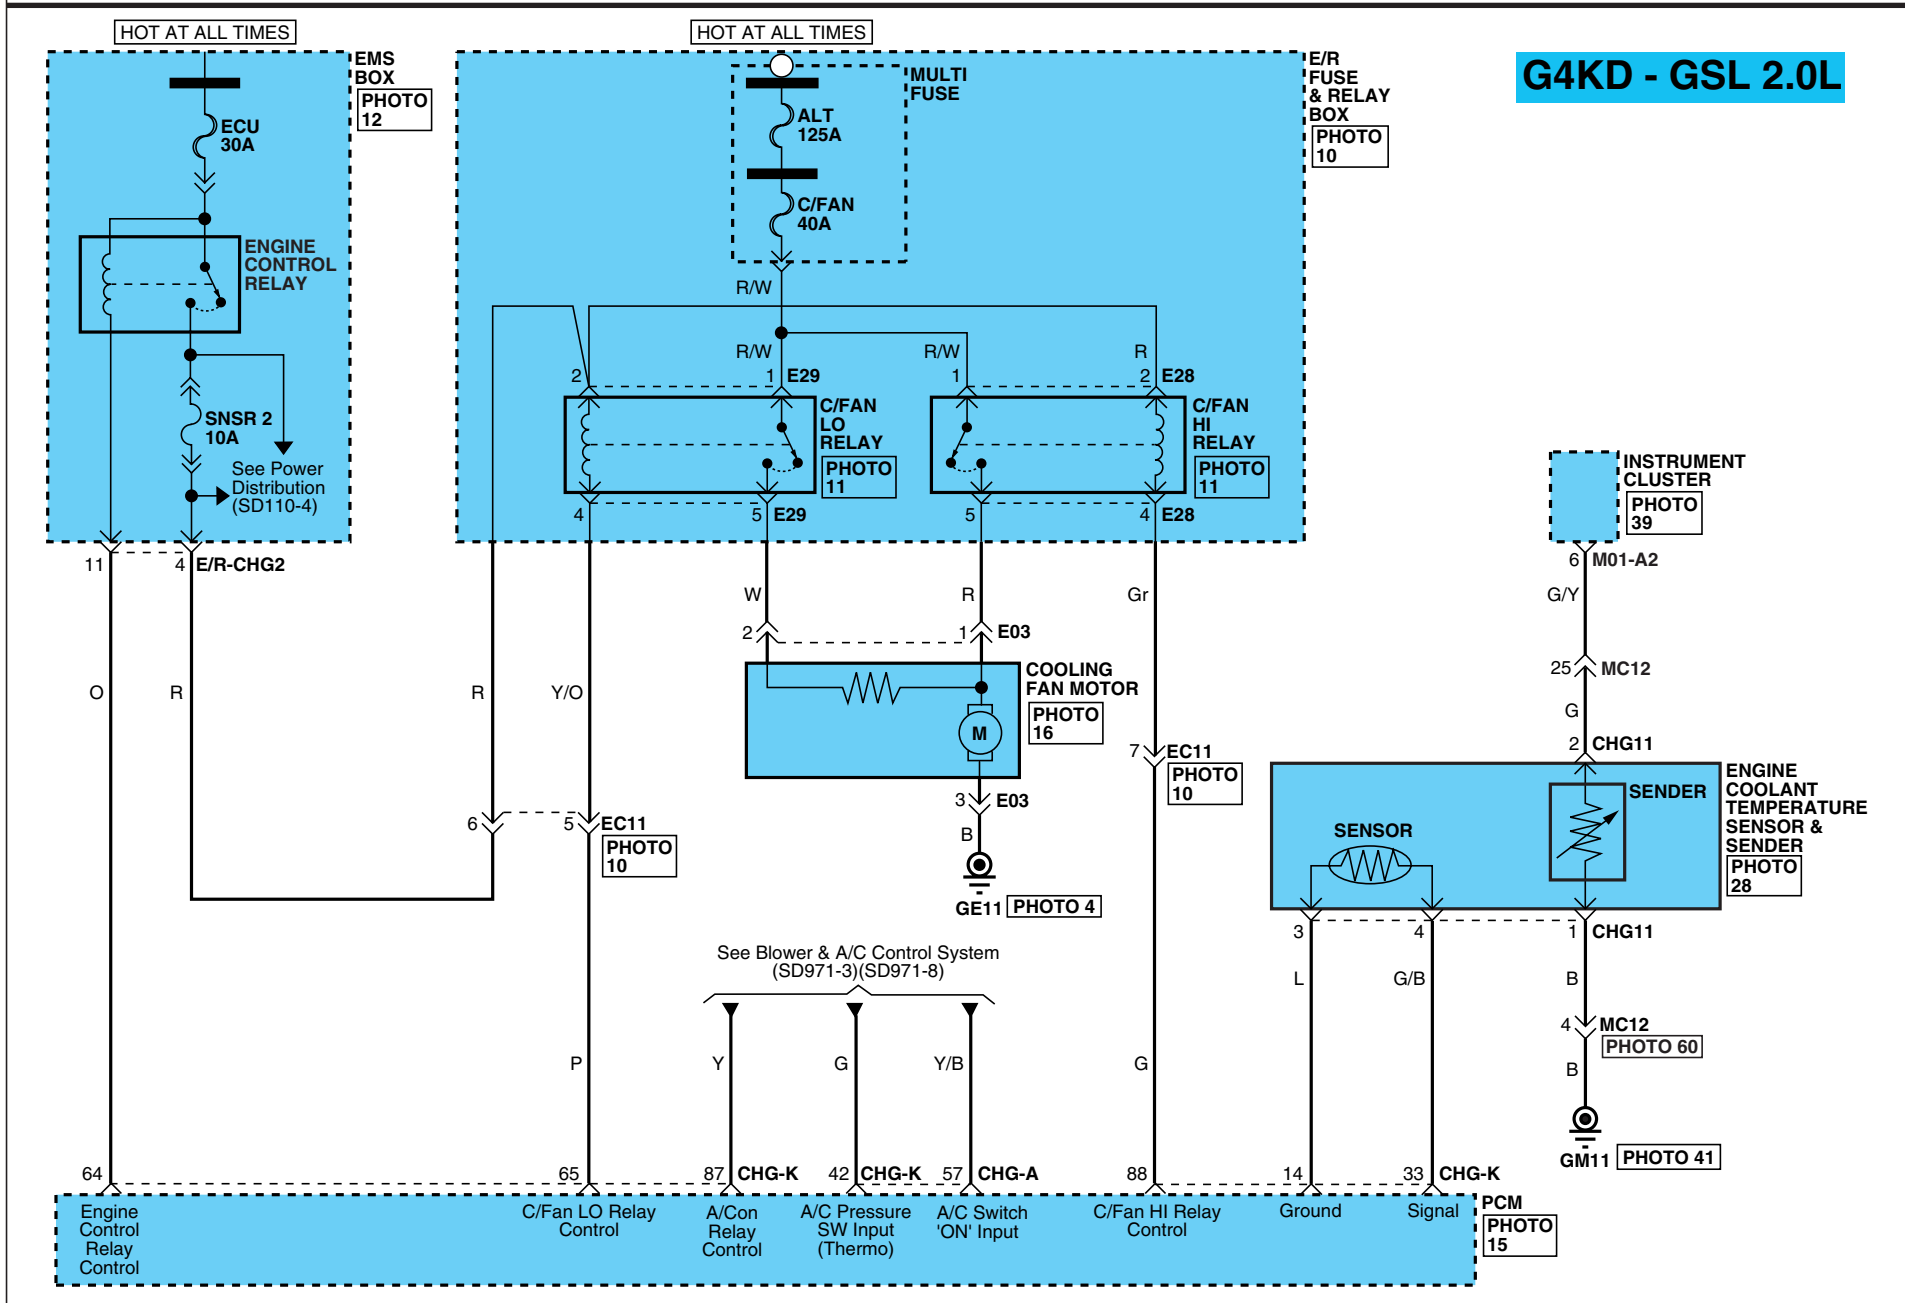 HOT AT ALL TIMES
HOT AT ALL TIMES
G4KD - GSL 2.0L
EMS
BOX
PHOTO
12
ECU
30A
ENGINE
CONTROL
RELAY
SNSR 2
10A
See Power
Distribution
(SD110-4)
11
4
E/R-CHG2
MULTI
FUSE
ALT
125A
C/FAN
40A
E/R
FUSE
& RELAY
BOX
PHOTO
10
R/W
R/W
R/W
R
2
1
E29
1
2
E28
C/FAN
LO
RELAY
PHOTO
11
C/FAN
HI
RELAY
PHOTO
11
4
5
E29
5
4
E28
INSTRUMENT
CLUSTER
PHOTO
39
6
M01-A2
G/Y
25
MC12
G
2
CHG11
W
R
Gr
2
1
E03
COOLING
FAN MOTOR
PHOTO
16
M
3
E03
B
GE11
PHOTO 4
O
R
R
Y/O
6
5
EC11
PHOTO
10
7
EC11
PHOTO
10
SENSOR
SENDER
ENGINE
COOLANT
TEMPERATURE
SENSOR &
SENDER
PHOTO
28
3
4
1
CHG11
L
G/B
B
4
MC12
PHOTO 60
B
GM11
PHOTO 41
See Blower & A/C Control System
(SD971-3)(SD971-8)
P
Y
G
Y/B
G
64
65
87
CHG-K
42
CHG-K
57
CHG-A
88
14
33
CHG-K
Engine
Control
Relay
Control
C/Fan LO Relay
Control
A/Con
Relay
Control
A/C Pressure
SW Input
(Thermo)
A/C Switch
'ON' Input
C/Fan HI Relay
Control
Ground
Signal
PCM
PHOTO
15